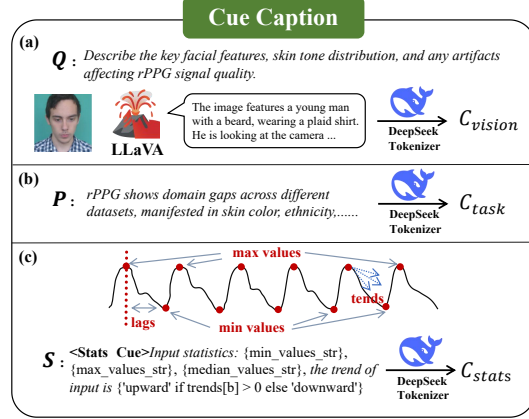 Cue Caption
(a)
Q : Describe the key facial features, skin tone distribution, and any artifacts
affecting rPPG signal quality.
The image features a young man
with a beard, wearing a plaid shirt.
He is looking at the camera ...
LLaVA
DeepSeek
Tokenizer
C_vision
(b)
P : rPPG shows domain gaps across different
datasets, manifested in skin color, ethnicity,......
DeepSeek
Tokenizer
C_task
(c)
max values
tends
lags
min values
S : <Stats Cue>Input statistics: {min_values_str},
{max_values_str}, {median_values_str}, the trend of
input is {'upward' if trends[b] > 0 else 'downward'}
DeepSeek
Tokenizer
C_stats